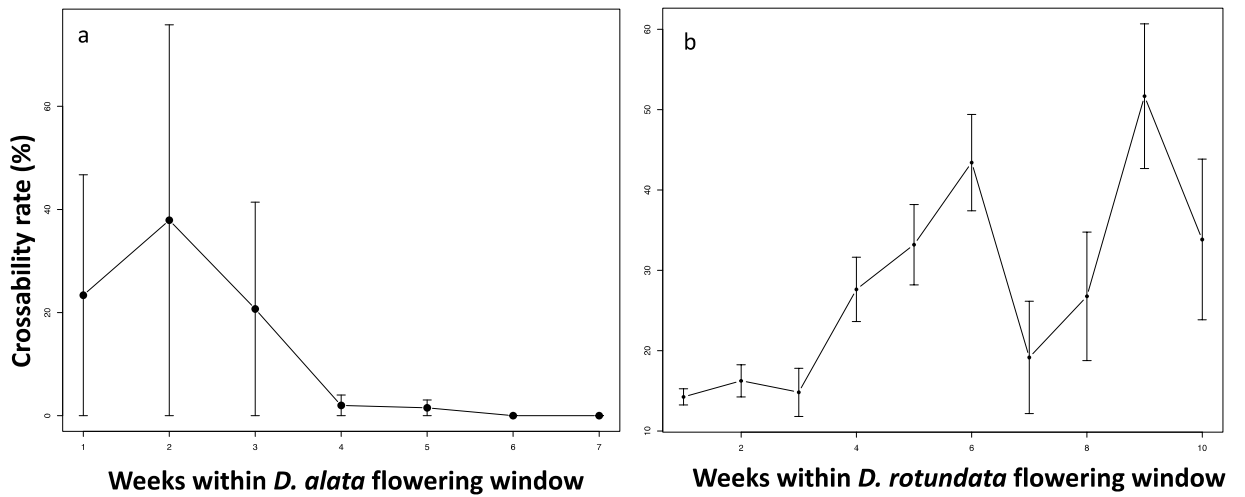 a
Crossability rate (%)
60
40
20
0
1 2 3 4 5 6 7
Weeks within D. alata flowering window
b
60
50
40
30
20
10
2 4 6 8 10
Weeks within D. rotundata flowering window